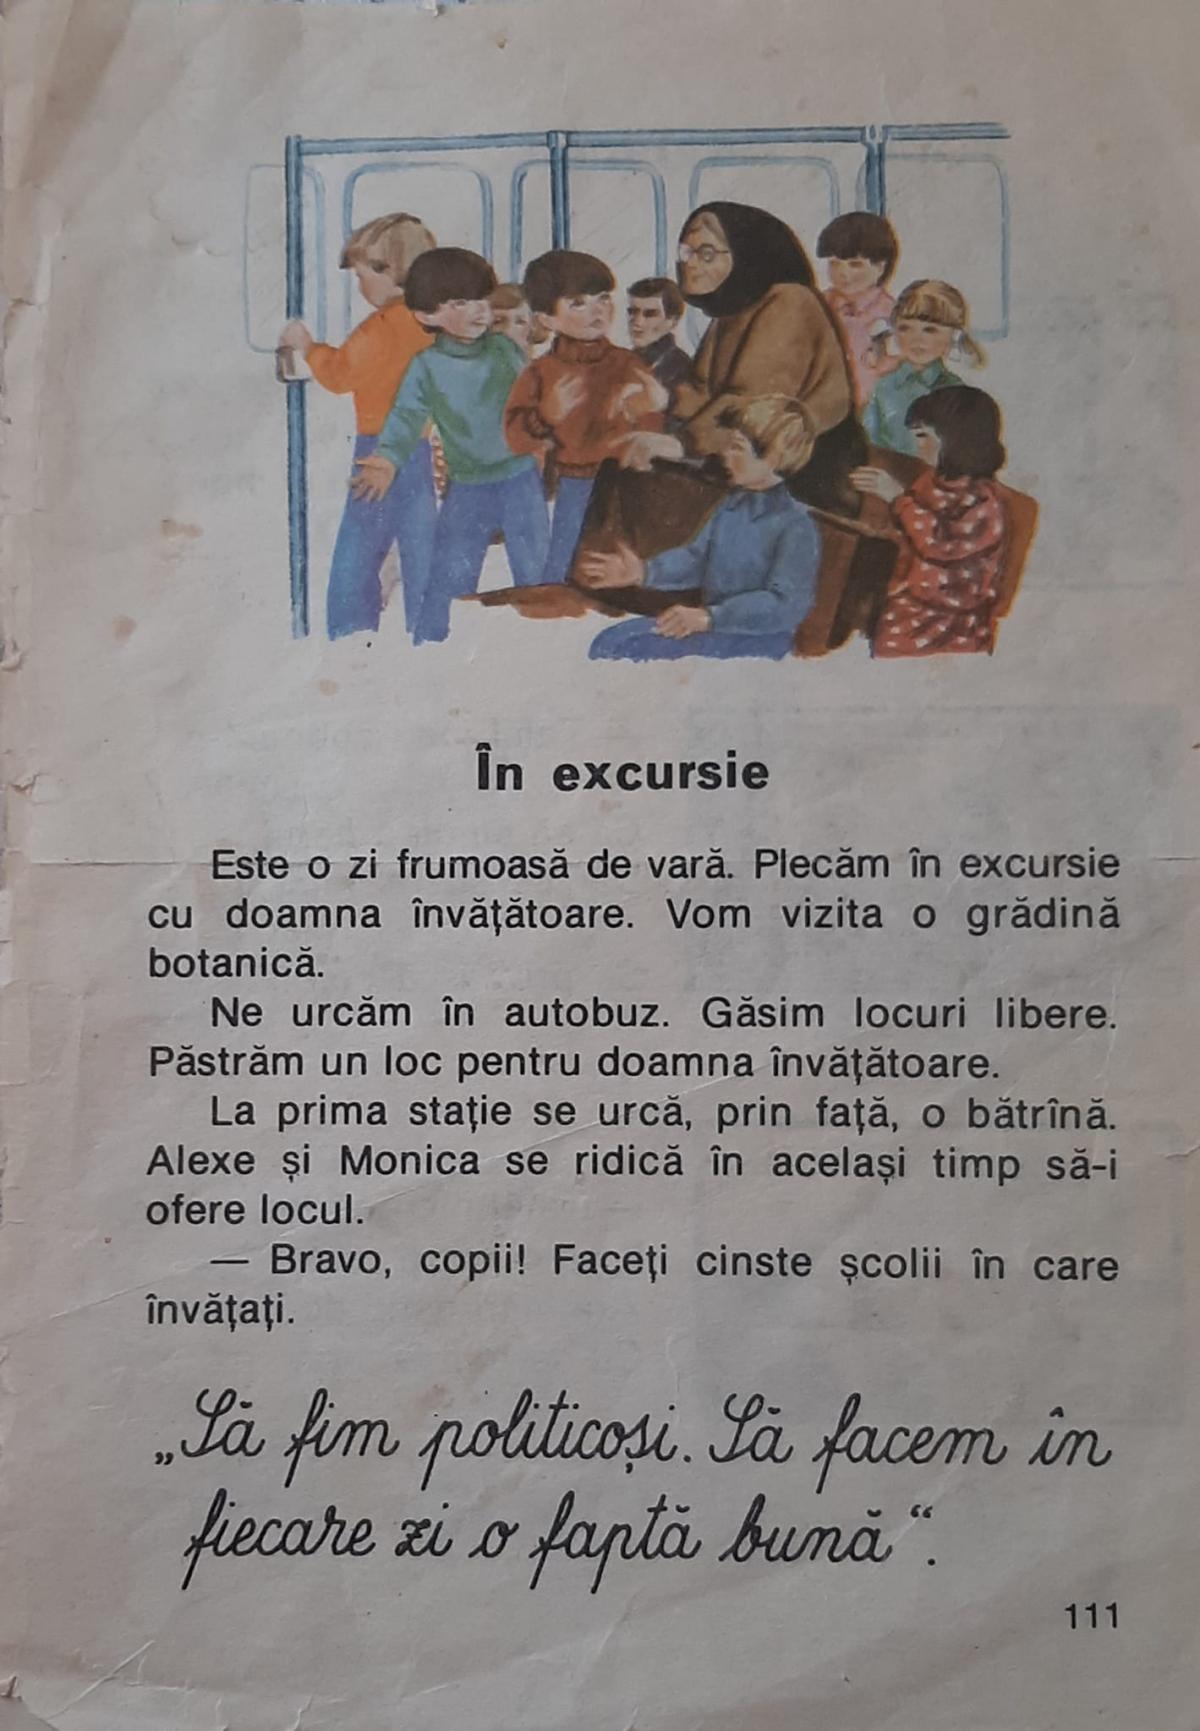 În excursie
Este o zi frumoasă de vară. Plecăm în excursie
cu doamna învățătoare. Vom vizita o grădină
botanică.
Ne urcăm în autobuz. Găsim locuri libere.
Păstrăm un loc pentru doamna învățătoare.
La prima stație se urcă, prin față, o bătrînă.
Alexe și Monica se ridică în același timp să-i
ofere locul.
— Bravo, copii! Faceți cinste școlii în care
învățați.
„Să fim politicoși. Să facem în
fiecare zi o faptă bună“.
111